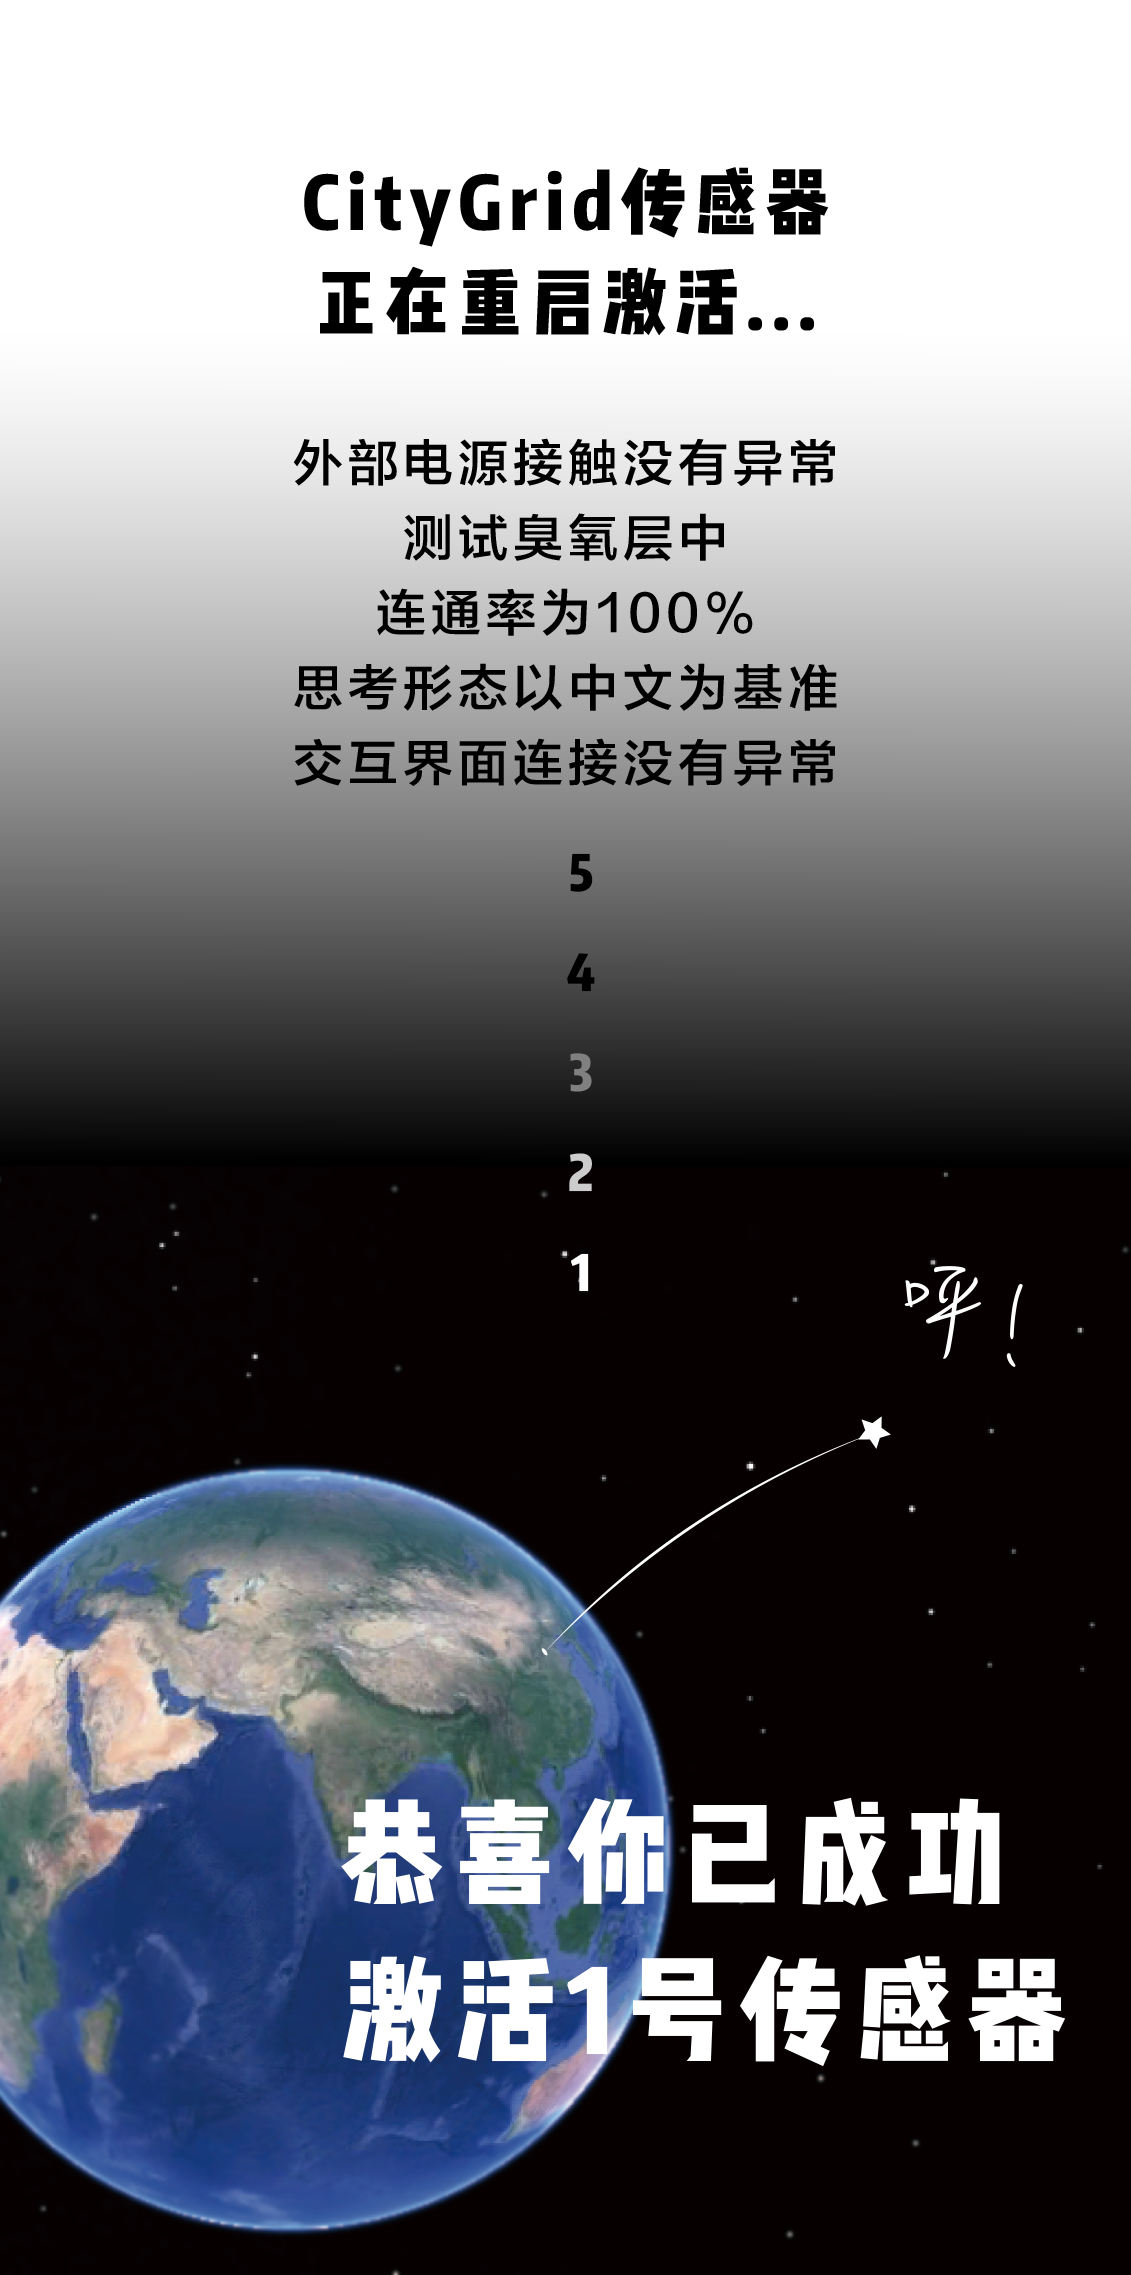 CityGrid传感器
正在重启激活...
外部电源接触没有异常
测试臭氧层中
连通率为100%
思考形态以中文为基准
交互界面连接没有异常
5
4
3
2
1
呼！
恭喜你已成功
激活1号传感器